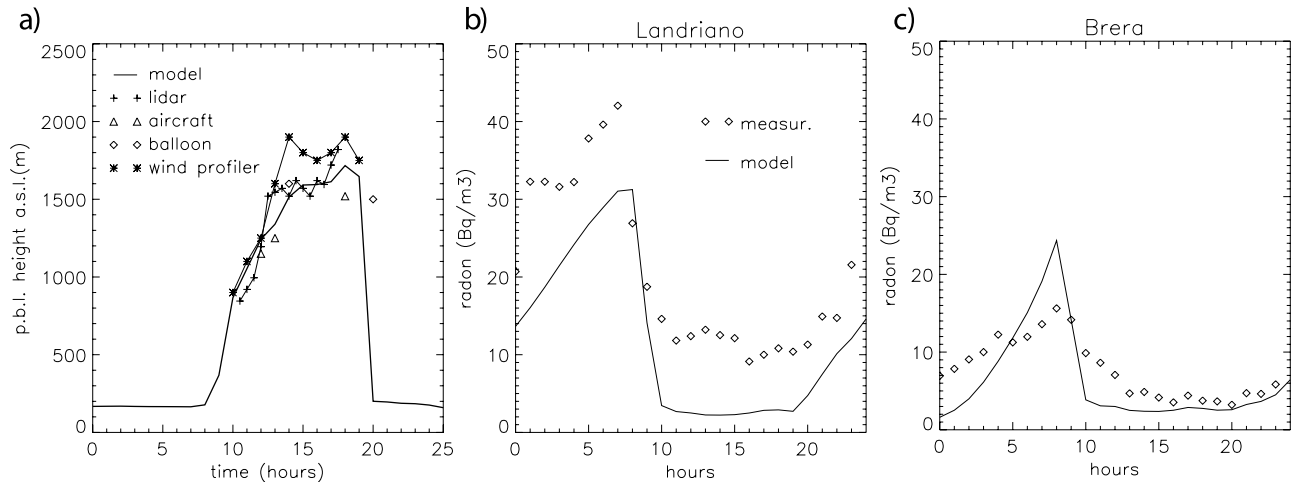 a)
2500
2000
1500
1000
500
0
p.b.l. height a.s.l.(m)
model
lidar
aircraft
balloon
wind profiler
0 5 10 15 20 25
time (hours)
b)
Landriano
50
40
30
20
10
0
radon (Bq/m3)
measur.
model
0 5 10 15 20
hours
c)
Brera
50
40
30
20
10
0
radon (Bq/m3)
0 5 10 15 20
hours